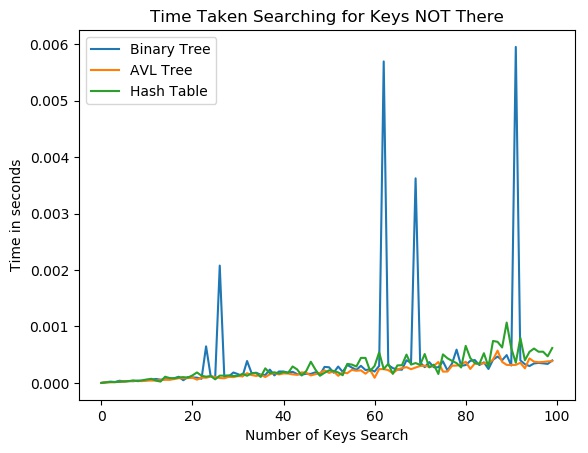 Time Taken Searching for Keys NOT There
0.006
0.005
0.004
0.003
0.002
0.001
0.000
Time in seconds
Binary Tree
AVL Tree
Hash Table
0 20 40 60 80 100
Number of Keys Search